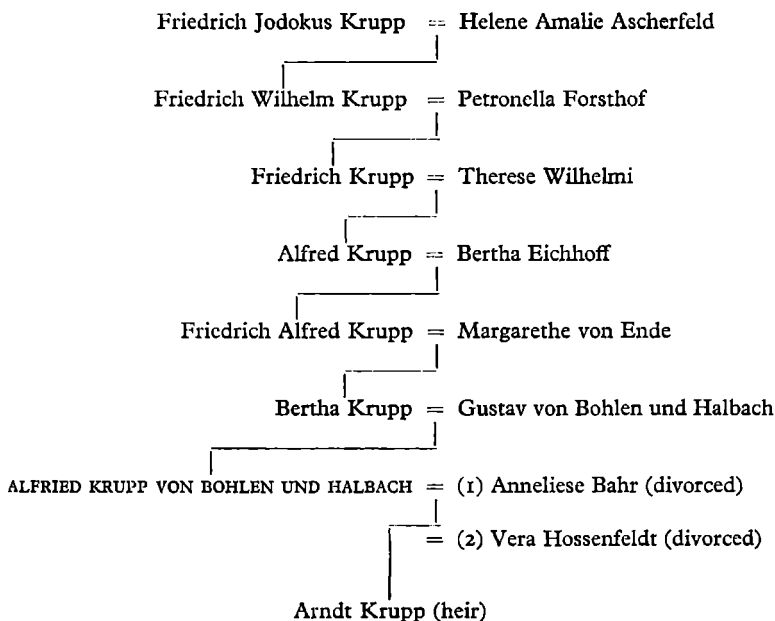 Friedrich Jodokus Krupp = Helene Amalie Ascherfeld
Friedrich Wilhelm Krupp = Petronella Forsthof
Friedrich Krupp = Therese Wilhelmi
Alfred Krupp = Bertha Eichhoff
Friedrich Alfred Krupp = Margarethe von Ende
Bertha Krupp = Gustav von Bohlen und Halbach
ALFRIED KRUPP VON BOHLEN UND HALBACH = (1) Anneliese Bahr (divorced)
= (2) Vera Hossenfeldt (divorced)
Arndt Krupp (heir)